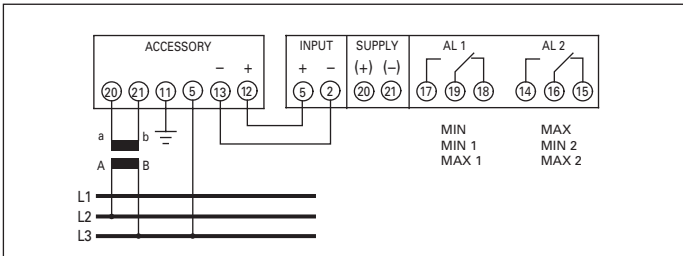 ACCESSORY INPUT SUPPLY AL 1 AL 2
– + + – (+) (–)
20 21 11 5 13 12 5 2 20 21 17 19 18 14 16 15
a b
A B
MIN MAX
MIN 1 MIN 2
MAX 1 MAX 2
L1
L2
L3